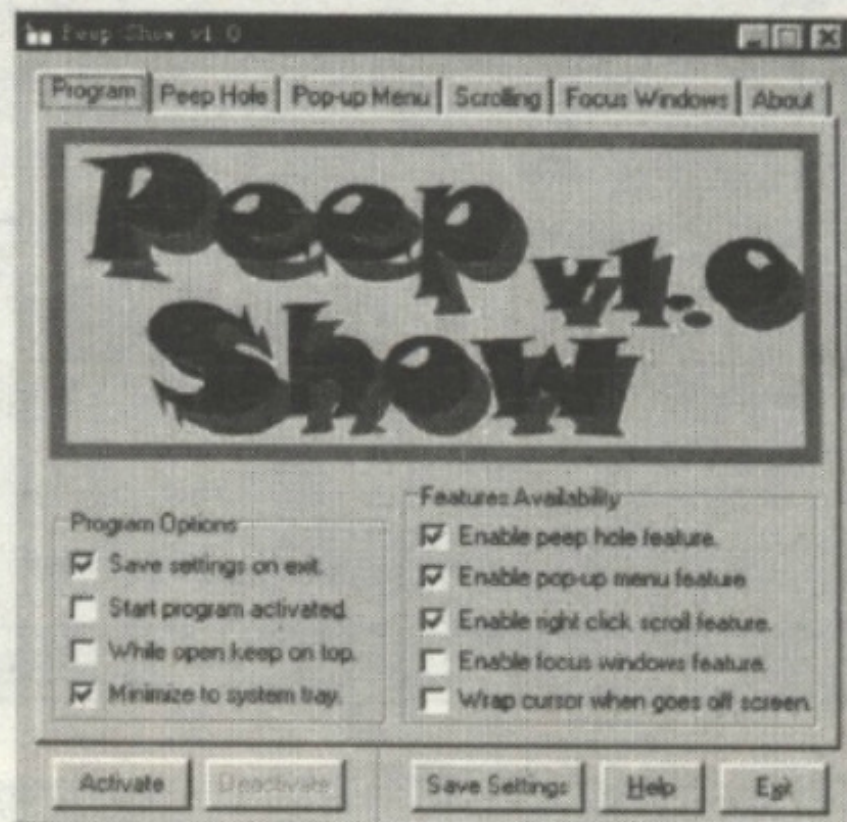 Peep Show v1.0
Program Peep Hole Pop-up Menu Scrolling Focus Windows About
Peep v1.0
Show
Program Options
Save settings on exit.
Start program activated.
While open keep on top.
Minimize to system tray.
Features Availability
Enable peep hole feature.
Enable pop-up menu feature
Enable right click scroll feature.
Enable focus windows feature.
Wrap cursor when goes off screen.
Activate Deactivate Save Settings Help Exit